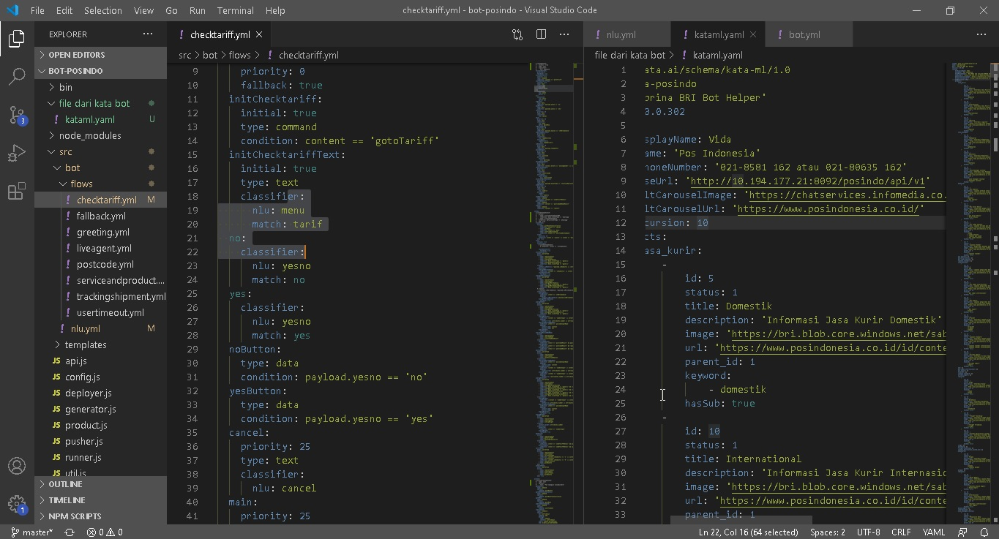 File Edit Selection View Go Run Terminal Help checktariff.yml - bot-posindo - Visual Studio Code
EXPLORER
OPEN EDITORS
BOT-POSINDO
bin
file dari kata bot
! kataml.yaml U
node_modules
src
bot
flows
! checktariff.yml M
! fallback.yml
! greeting.yml
! liveagent.yml
! postcode.yml
! serviceandproduct....
! trackingshipment.yml
! usertimeout.yml
! nlu.yml M
templates
JS api.js
JS config.js
JS deployer.js
JS generator.js
JS product.js
JS pusher.js
JS runner.js
JS util.js
OUTLINE
TIMELINE
NPM SCRIPTS
3
1
! checktariff.yml
src > bot > flows > ! checktariff.yml
9 priority: 0
10 fallback: true
11 initChecktariff:
12 initial: true
13 type: command
14 condition: content == 'gotoTariff'
15 initChecktariffText:
16 initial: true
17 type: text
18 classifier:
19 nlu: menu
20 match: tarif
21 no:
22 classifier:
23 nlu: yesno
24 match: no
25 yes:
26 classifier:
27 nlu: yesno
28 match: yes
29 noButton:
30 type: data
31 condition: payload.yesno == 'no'
32 yesButton:
33 type: data
34 condition: payload.yesno == 'yes'
35 cancel:
36 priority: 25
37 type: text
38 classifier:
39 nlu: cancel
40 main:
41 priority: 25
! nlu.yml ! kataml.yaml ! bot.yml
file dari kata bot > ! kataml.yaml
1 ata.ai/schema/kata-ml/1.0
2 a-posindo
3 brina BRI Bot Helper'
4 0.0.302
5
6 splayName: Vida
7 ame: 'Pos Indonesia'
8 honeNumber: '021-8581 162 atau 021-80635 162'
9 seUrl: 'http://10.194.177.21:8092/posindo/api/v1'
10 ltCarouselImage: 'https://chatservices.infomedia.co.
11 ltCarouselUrl: 'https://www.posindonesia.co.id/'
12 cursion: 10
13 cts:
14 asa_kurir:
15 -
16 id: 5
17 status: 1
18 title: Domestik
19 description: 'Informasi Jasa Kurir Domestik'
20 image: 'https://bri.blob.core.windows.net/sab
21 url: 'https://www.posindonesia.co.id/id/conte
22 parent_id: 1
23 keyword:
24 - domestik
25 hasSub: true
26 -
27 id: 10
28 status: 1
29 title: International
30 description: 'Informasi Jasa Kurir Internasio
31 image: 'https://bri.blob.core.windows.net/sab
32 url: 'https://www.posindonesia.co.id/id/conte
33 parent_id: 1
master* 0 0 Ln 22, Col 16 (64 selected) Spaces: 2 UTF-8 CRLF YAML